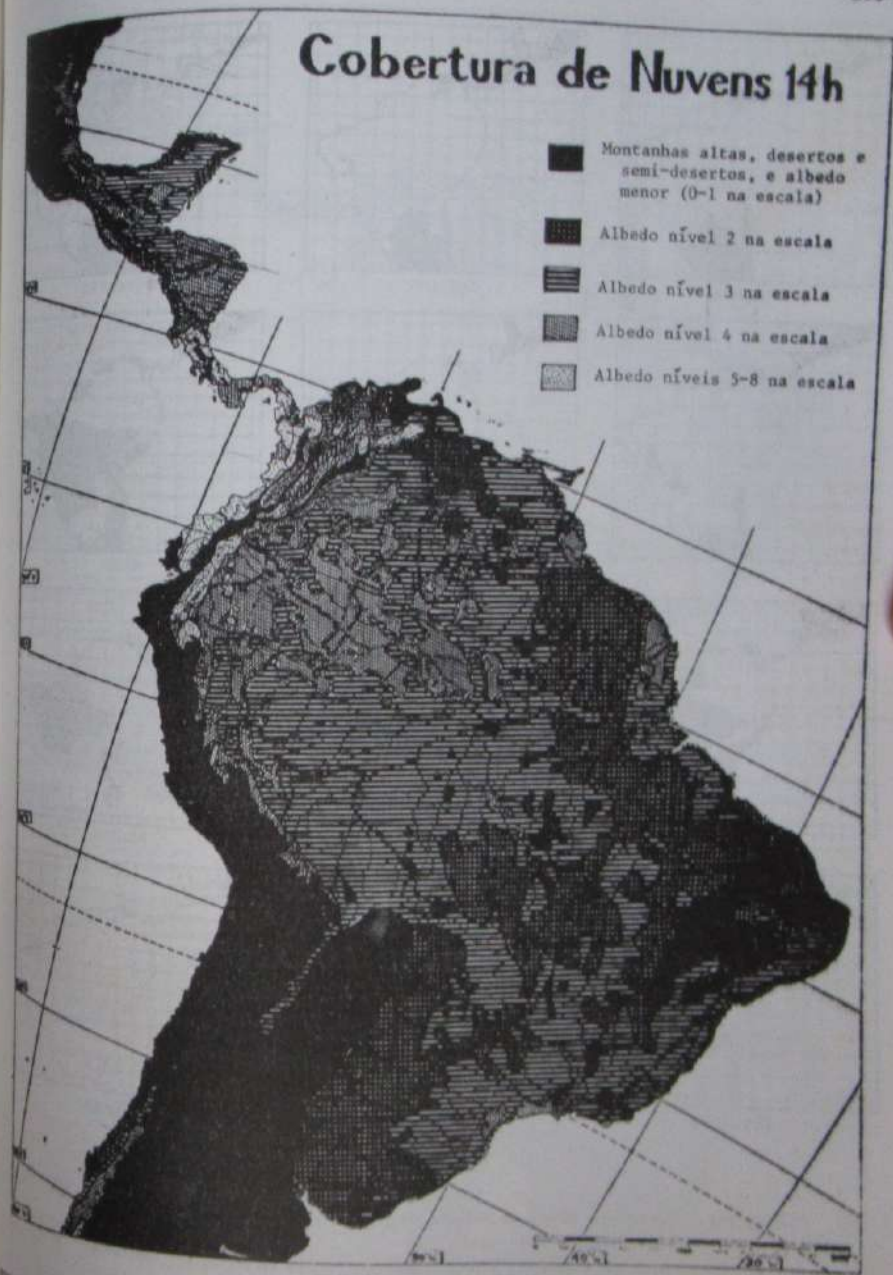 Cobertura de Nuvens 14h
Montanhas altas, desertos e
semi-desertos, e albedo
menor (0-1 na escala)
Albedo nível 2 na escala
Albedo nível 3 na escala
Albedo nível 4 na escala
Albedo níveis 5-8 na escala